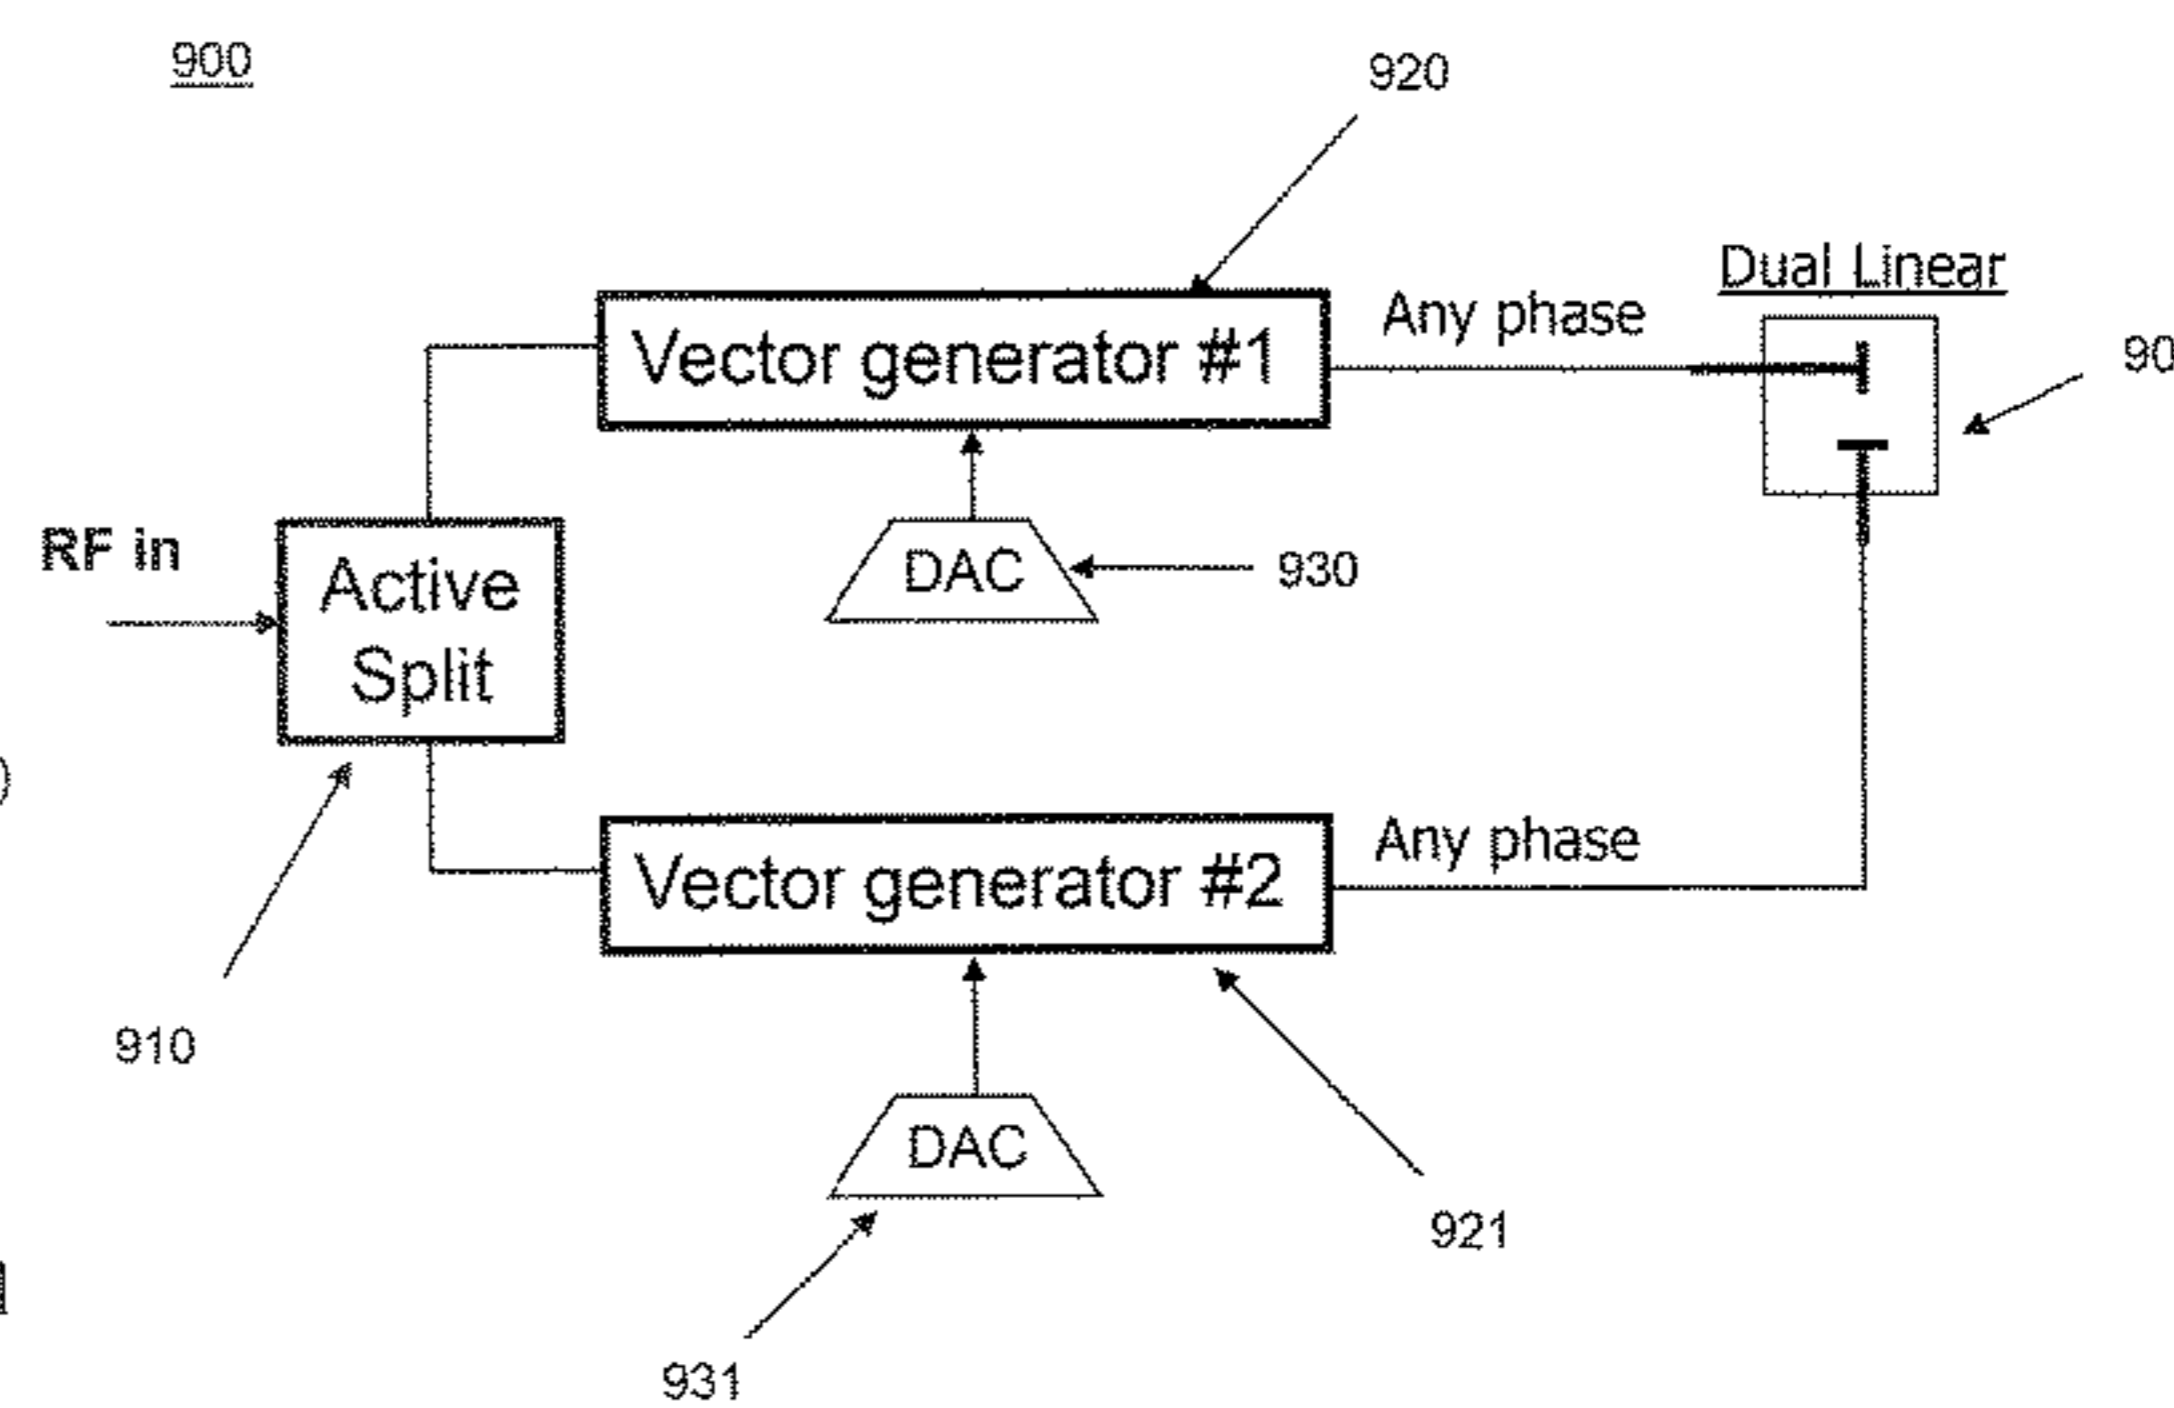 900
920
Dual Linear
Any phase
Vector generator #1
90
RF in
Active
Split
DAC
930
Any phase
Vector generator #2
910
DAC
921
931